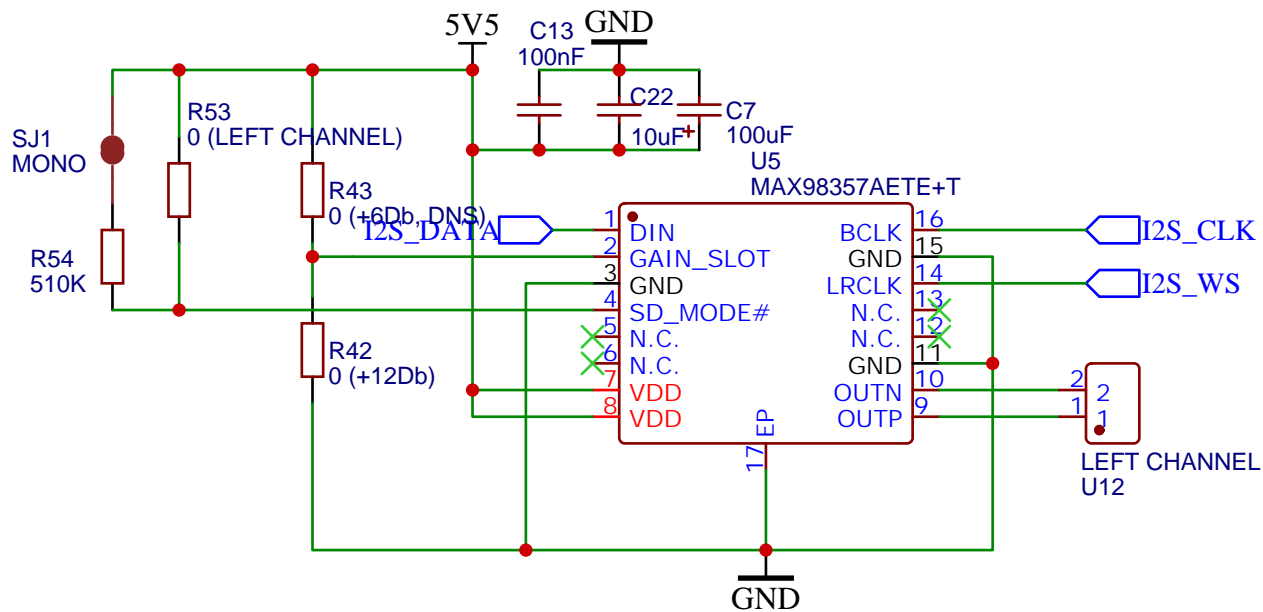 5V5
GND
C13
100nF
C22
10uF
C7
100uF
U5
MAX98357AETE+T
R53
0 (LEFT CHANNEL)
SJ1
MONO
R43
0 (+6Db, DNS)
I2S_DATA
R54
510K
R42
0 (+12Db)
1
DIN
2
GAIN_SLOT
3
GND
4
SD_MODE#
5
N.C.
6
N.C.
7
VDD
8
VDD
16
BCLK
15
GND
14
LRCLK
13
N.C.
12
N.C.
11
GND
10
OUTN
9
OUTP
EP
17
I2S_CLK
I2S_WS
2
2
1
1
LEFT CHANNEL
U12
GND